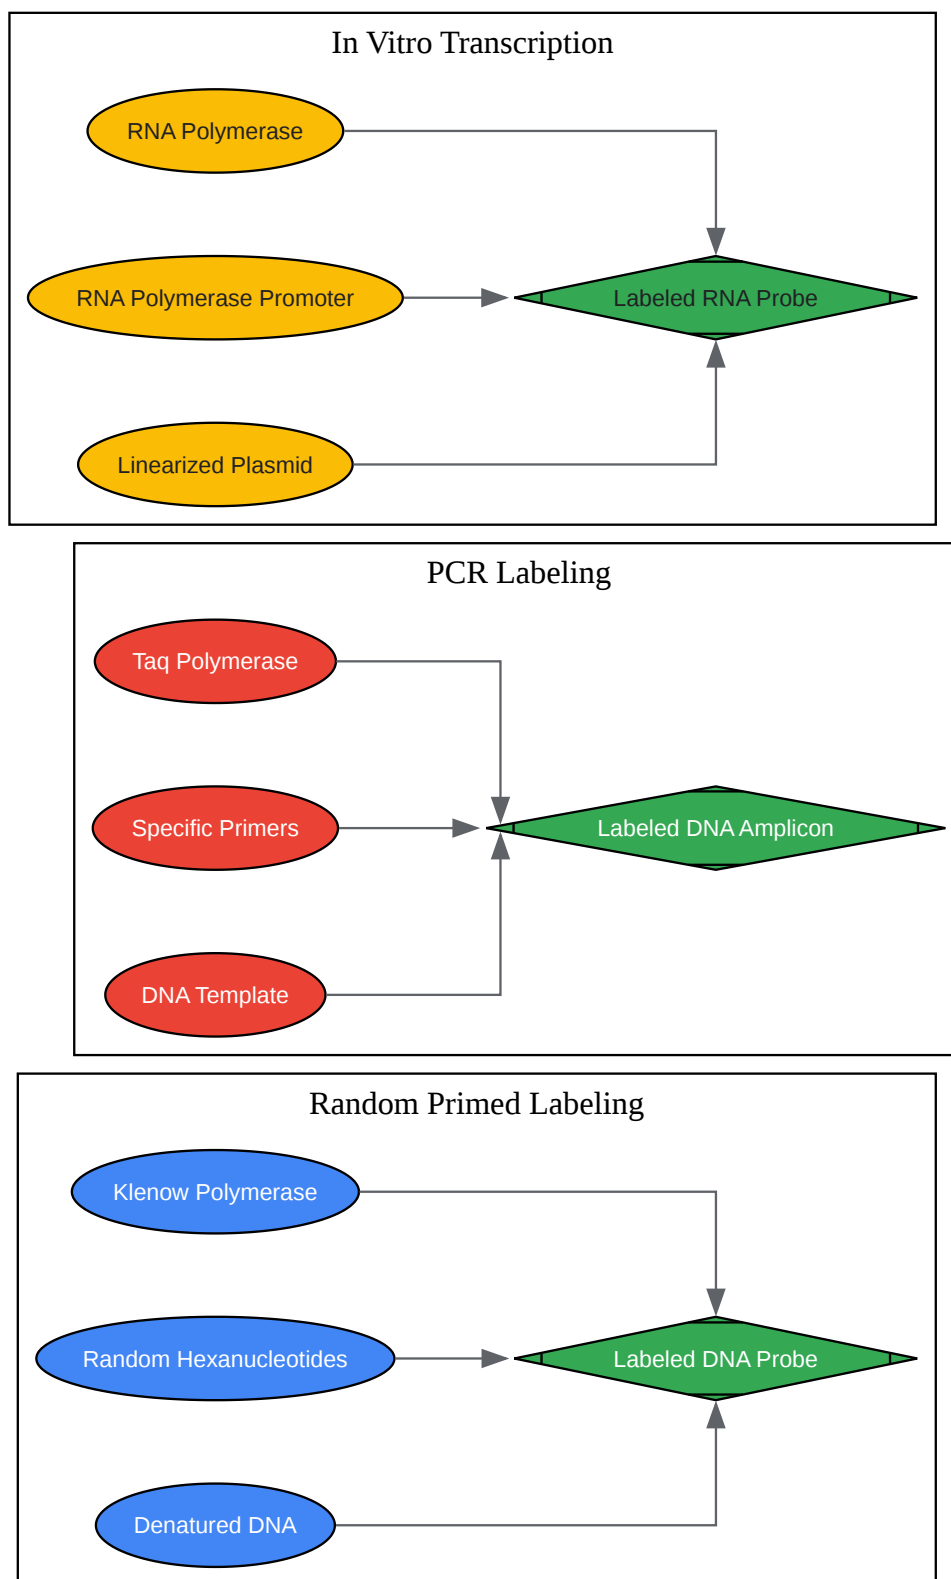 In Vitro Transcription
RNA Polymerase
RNA Polymerase Promoter
Labeled RNA Probe
Linearized Plasmid
PCR Labeling
Taq Polymerase
Specific Primers
Labeled DNA Amplicon
DNA Template
Random Primed Labeling
Klenow Polymerase
Random Hexanucleotides
Labeled DNA Probe
Denatured DNA